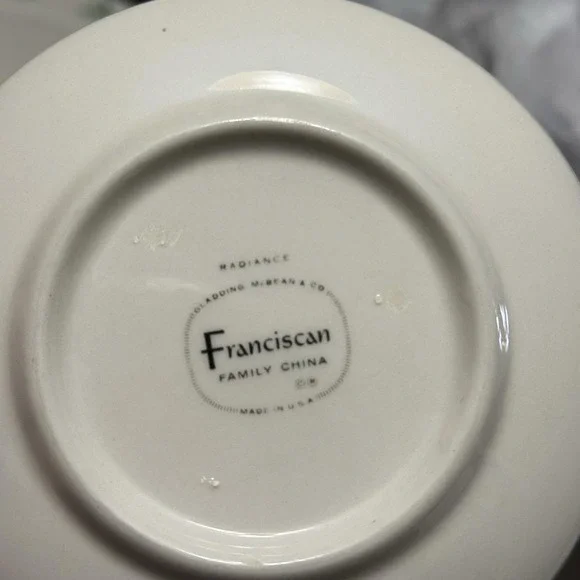 RADIANCE
GLADDING McBEAN & CO
Franciscan
FAMILY CHINA
© ®
MADE IN U.S.A